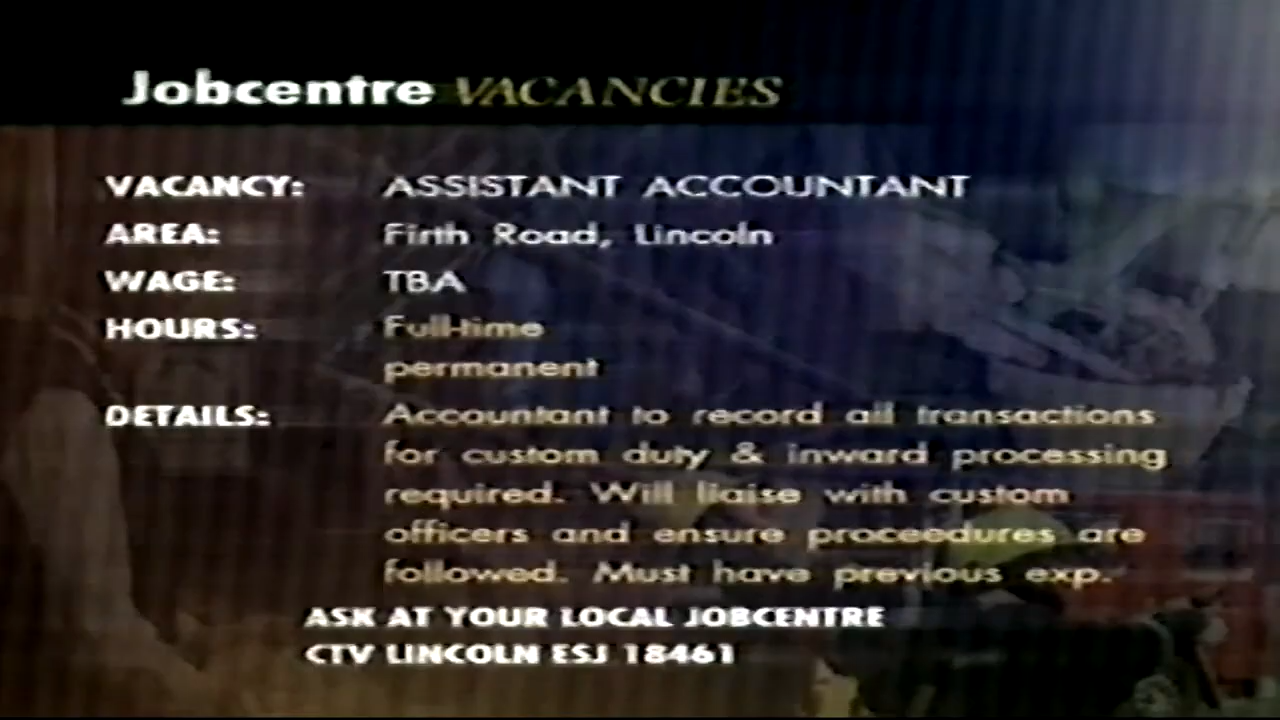 Jobcentre VACANCIES
VACANCY: ASSISTANT ACCOUNTANT
AREA: Firth Road, Lincoln
WAGE: TBA
HOURS: Full-time
permanent
DETAILS: Accountant to record all transactions
for custom duty & inward processing
required. Will liaise with custom
officers and ensure proceedures are
followed. Must have previous exp.
ASK AT YOUR LOCAL JOBCENTRE
CTV LINCOLN ESJ 18461